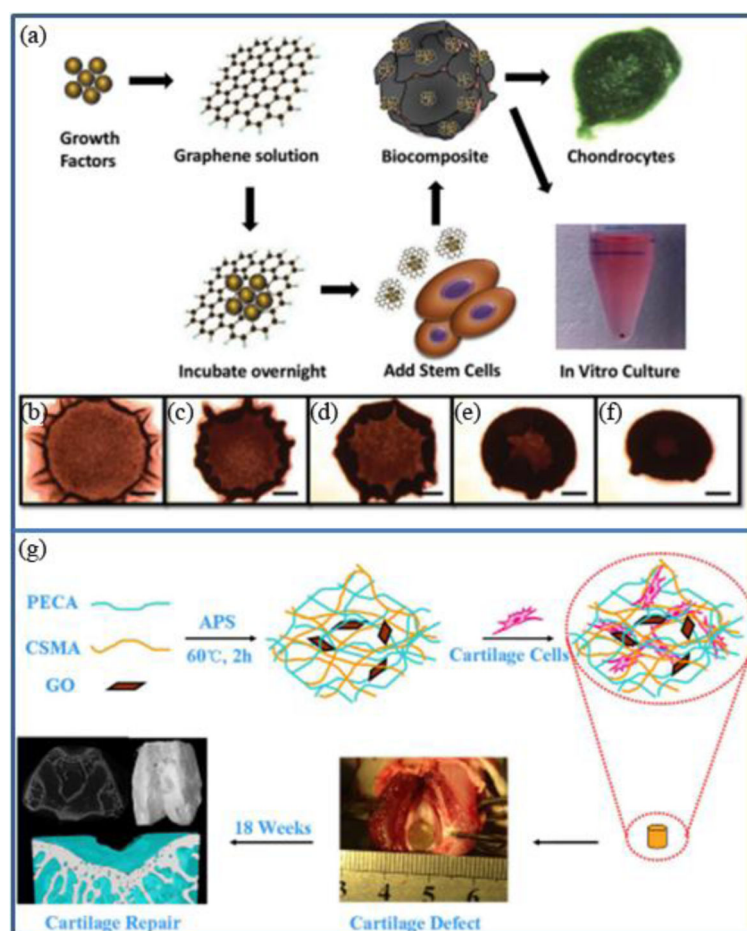 (a)
Growth
Factors
Graphene solution
Biocomposite
Chondrocytes
Incubate overnight
Add Stem Cells
In Vitro Culture
(b)
(c)
(d)
(e)
(f)
(g)
PECA
CSMA
GO
APS
60℃, 2h
Cartilage Cells
18 Weeks
3 4 5 6
Cartilage Repair
Cartilage Defect